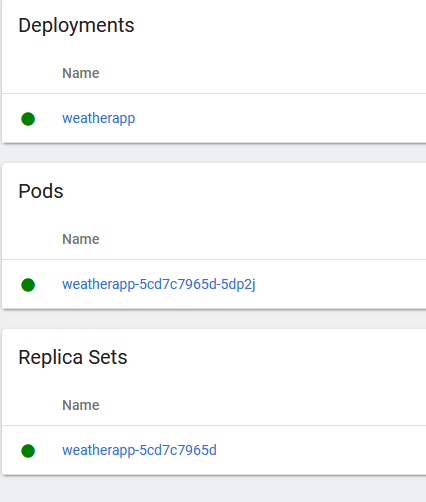 Deployments
Name
weatherapp
Pods
Name
weatherapp-5cd7c7965d-5dp2j
Replica Sets
Name
weatherapp-5cd7c7965d